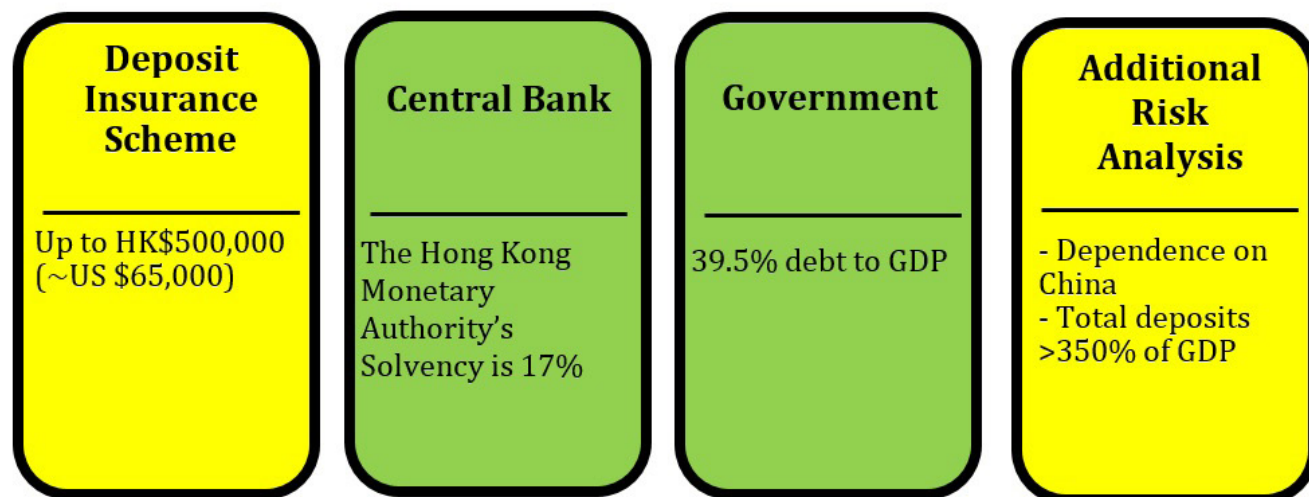 Deposit
Insurance
Scheme
Up to HK$500,000
(~US $65,000)
Central Bank
The Hong Kong
Monetary
Authority’s
Solvency is 17%
Government
39.5% debt to GDP
Additional
Risk
Analysis
- Dependence on
China
- Total deposits
>350% of GDP